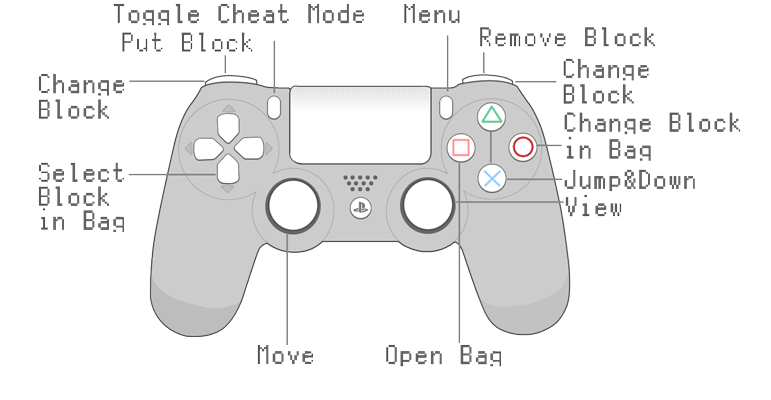 Toggle Cheat Mode
Menu
Put Block
Remove Block
Change
Block
Change
Block
Change Block
in Bag
Select
Block
in Bag
Jump&Down
View
Move
Open Bag